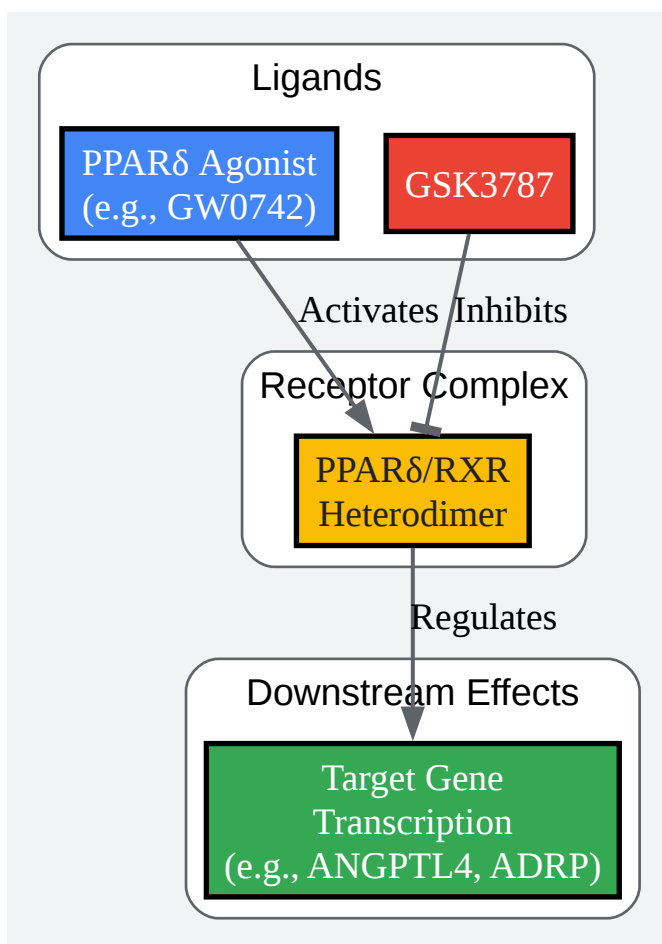 Ligands
PPARδ Agonist
(e.g., GW0742)
GSK3787
Activates
Inhibits
Receptor Complex
PPARδ/RXR
Heterodimer
Regulates
Downstream Effects
Target Gene
Transcription
(e.g., ANGPTL4, ADRP)